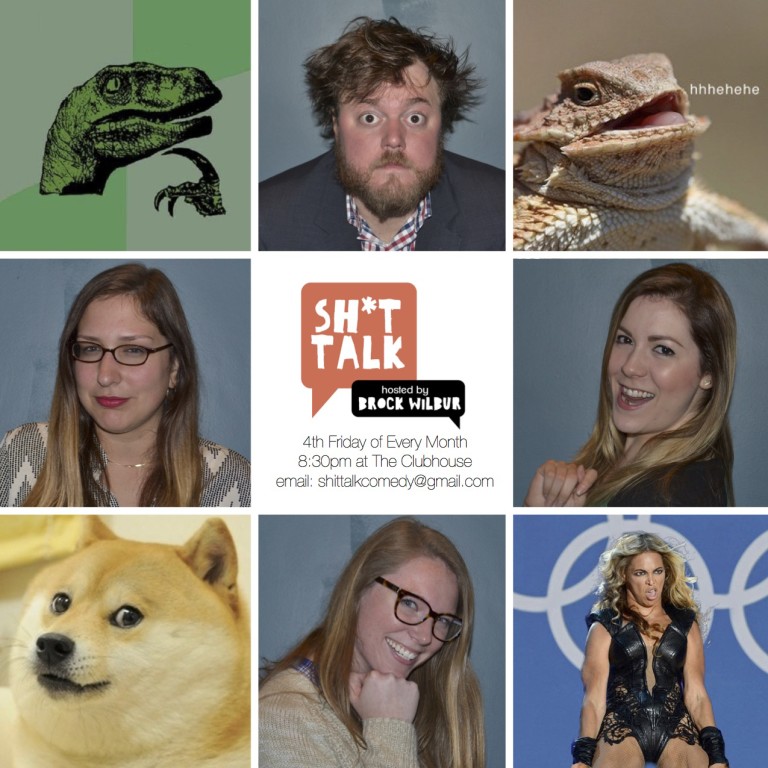 hhhehehe
SH*T
TALK
hosted by
BROCK WILBUR
4th Friday of Every Month
8:30pm at The Clubhouse
email: shittalkcomedy@gmail.com